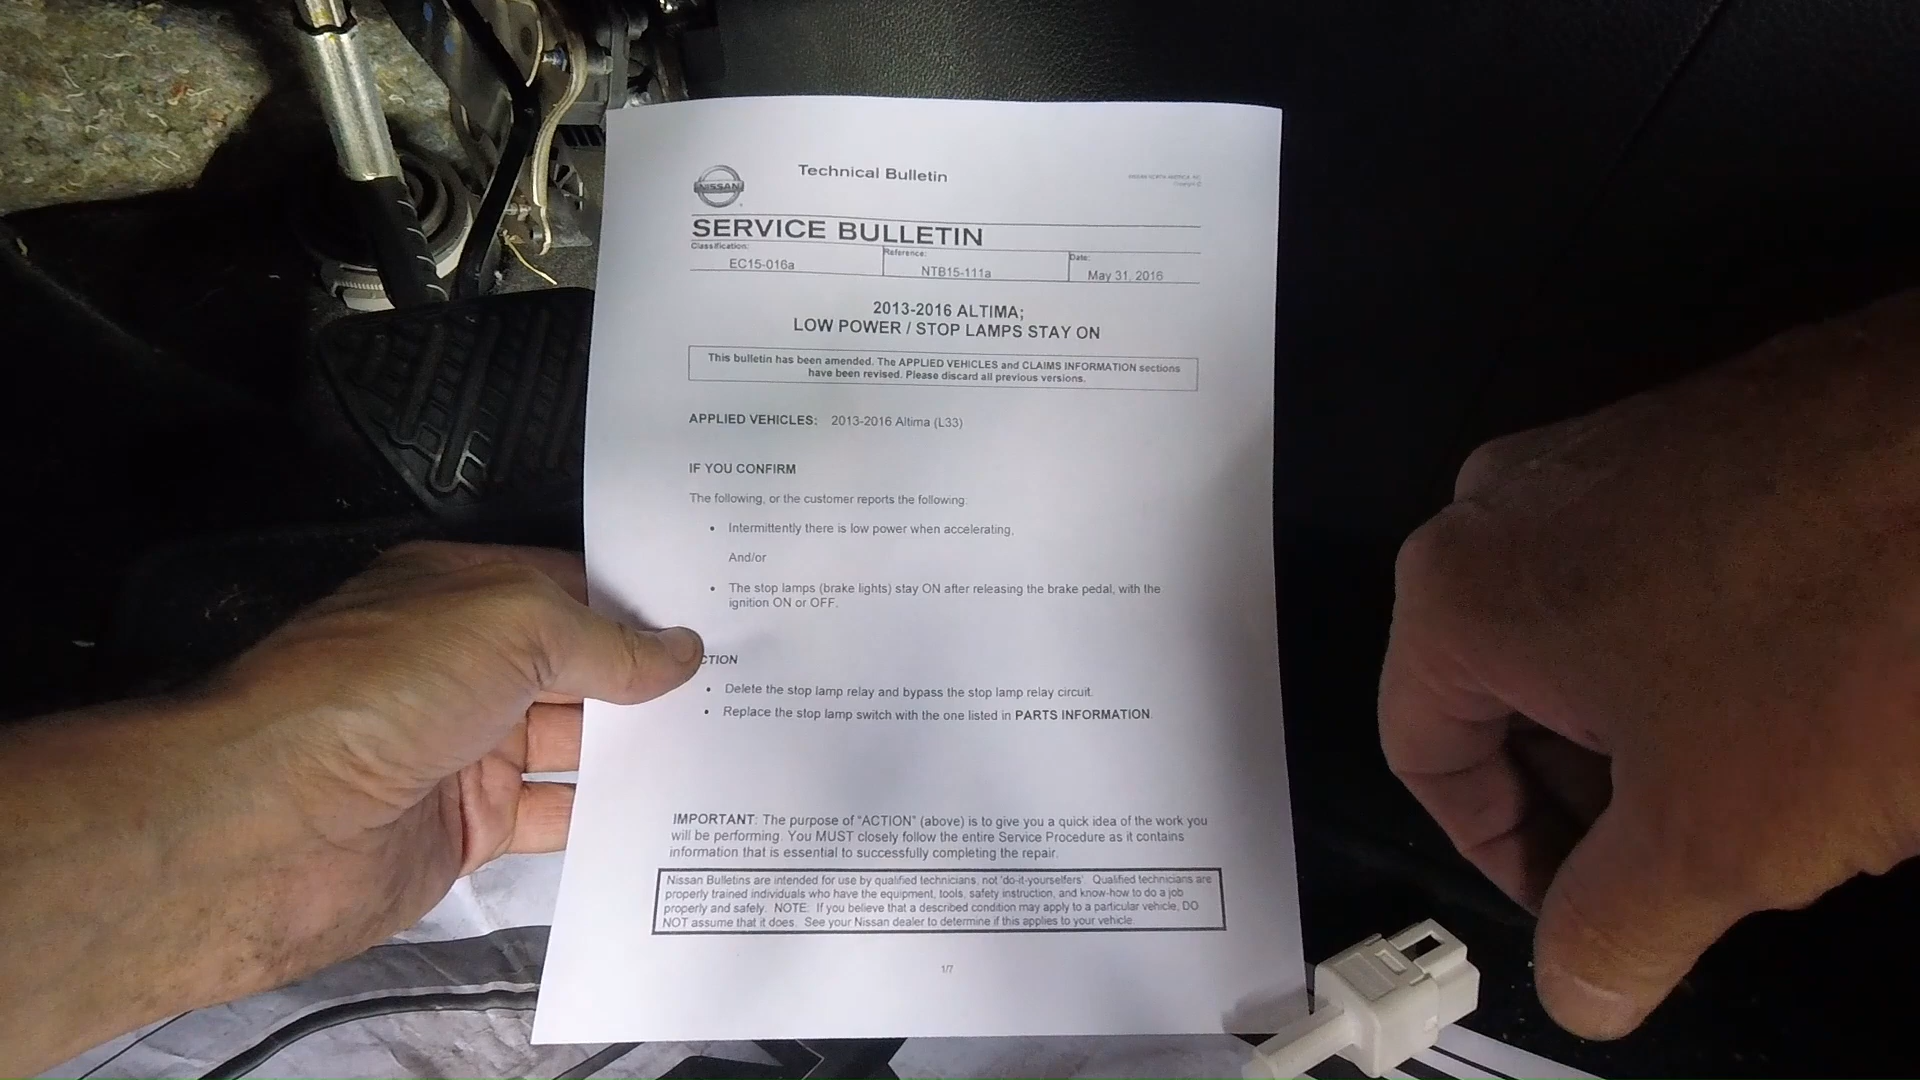 Technical Bulletin
NISSAN NORTH AMERICA, INC.
Copyright ©
NISSAN
SERVICE BULLETIN
Classification: Reference: Date:
EC15-016a NTB15-111a May 31, 2016
2013-2016 ALTIMA;
LOW POWER / STOP LAMPS STAY ON
This bulletin has been amended. The APPLIED VEHICLES and CLAIMS INFORMATION sections
have been revised. Please discard all previous versions.
APPLIED VEHICLES: 2013-2016 Altima (L33)
IF YOU CONFIRM
The following, or the customer reports the following:
• Intermittently there is low power when accelerating,
And/or
• The stop lamps (brake lights) stay ON after releasing the brake pedal, with the
ignition ON or OFF.
CTION
• Delete the stop lamp relay and bypass the stop lamp relay circuit.
• Replace the stop lamp switch with the one listed in PARTS INFORMATION.
IMPORTANT: The purpose of "ACTION" (above) is to give you a quick idea of the work you
will be performing. You MUST closely follow the entire Service Procedure as it contains
information that is essential to successfully completing the repair.
Nissan Bulletins are intended for use by qualified technicians, not 'do-it-yourselfers'. Qualified technicians are
properly trained individuals who have the equipment, tools, safety instruction, and know-how to do a job
properly and safely. NOTE: If you believe that a described condition may apply to a particular vehicle, DO
NOT assume that it does. See your Nissan dealer to determine if this applies to your vehicle.
1/7